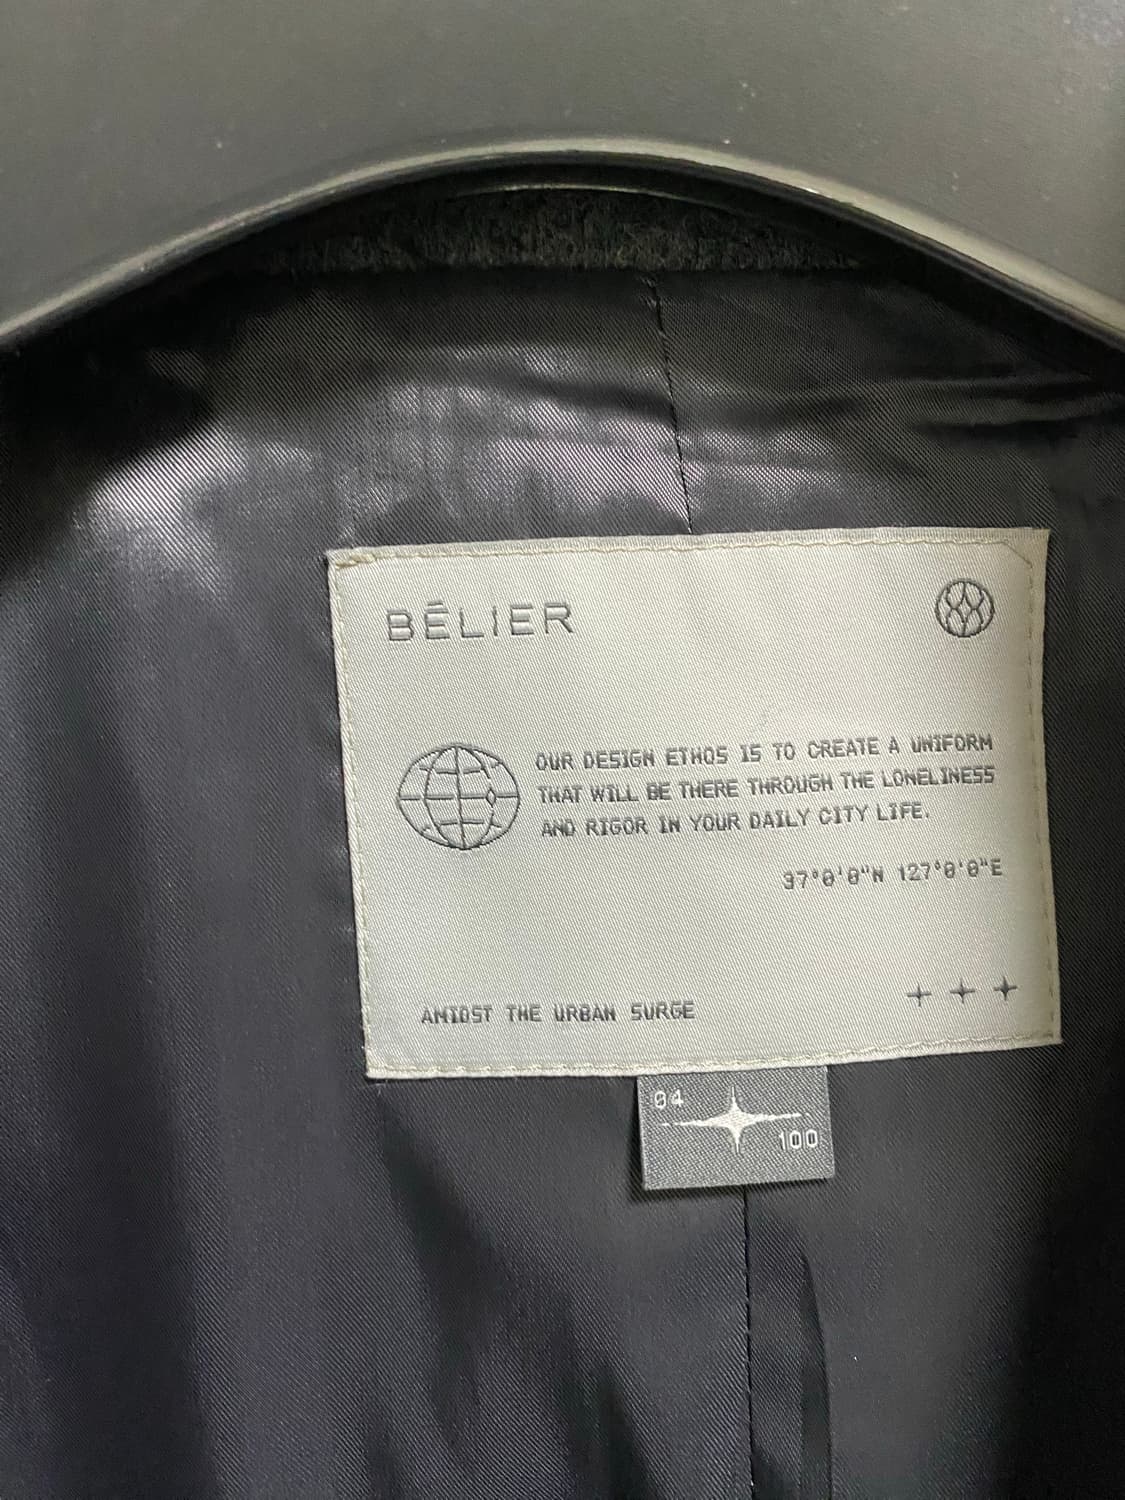 BÉLIER
OUR DESIGN ETHOS IS TO CREATE A UNIFORM
THAT WILL BE THERE THROUGH THE LONELINESS
AND RIGOR IN YOUR DAILY CITY LIFE.
37°0'0"N 127°0'0"E
AMIDST THE URBAN SURGE
04
100